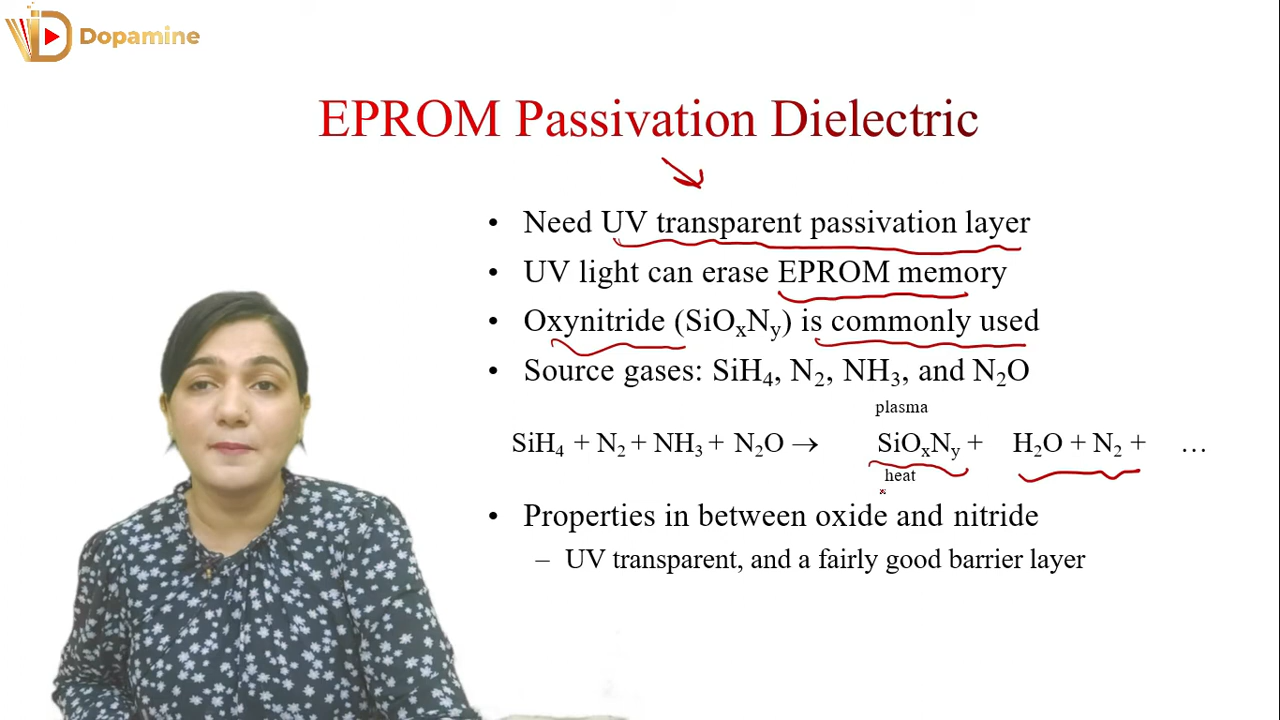 Dopamine
EPROM Passivation Dielectric
• Need UV transparent passivation layer
• UV light can erase EPROM memory
• Oxynitride (SiOₓNᵧ) is commonly used
• Source gases: SiH₄, N₂, NH₃, and N₂O
plasma
SiH₄ + N₂ + NH₃ + N₂O → SiOₓNᵧ + H₂O + N₂ + …
heat
• Properties in between oxide and nitride
– UV transparent, and a fairly good barrier layer